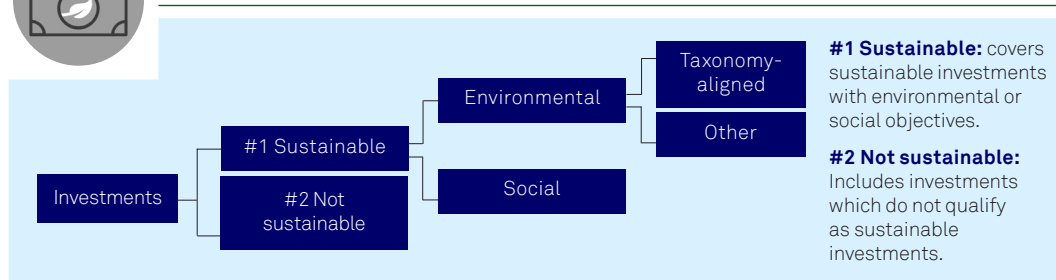 Investments
#1 Sustainable
#2 Not
sustainable
Environmental
Social
Taxonomy-
aligned
Other
#1 Sustainable: covers
sustainable investments
with environmental or
social objectives.
#2 Not sustainable:
Includes investments
which do not qualify
as sustainable
investments.